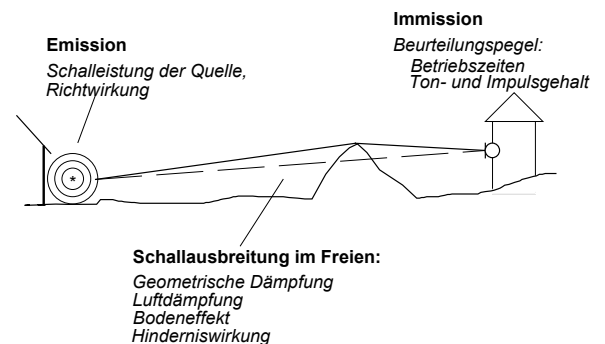 Emission
Schalleistung der Quelle,
Richtwirkung
Immission
Beurteilungspegel:
Betriebszeiten
Ton- und Impulsgehalt
Schallausbreitung im Freien:
Geometrische Dämpfung
Luftdämpfung
Bodeneffekt
Hinderniswirkung